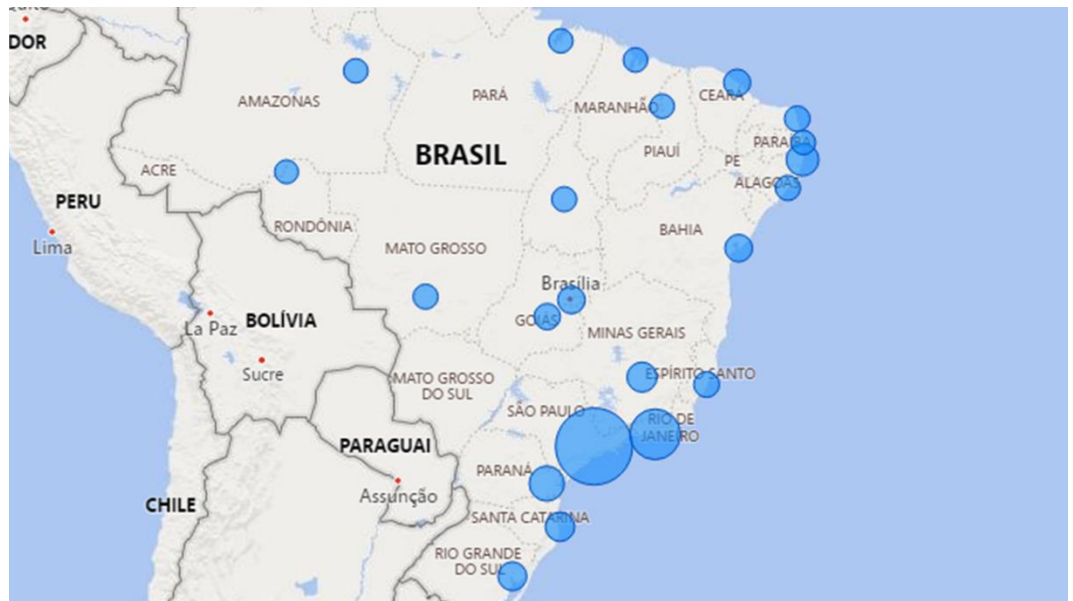 DOR
AMAZONAS
PARÁ
MARANHÃO
CEARÁ
BRASIL
PARAÍBA
PIAUÍ
PE
ACRE
ALAGOAS
PERU
Lima
RONDÔNIA
BAHIA
MATO GROSSO
Brasília
La Paz
BOLÍVIA
GOIÁS
MINAS GERAIS
Sucre
ESPÍRITO SANTO
MATO GROSSO
DO SUL
SÃO PAULO
RIO DE
JANEIRO
PARAGUAI
PARANÁ
Assunção
CHILE
SANTA CATARINA
RIO GRANDE
DO SUL